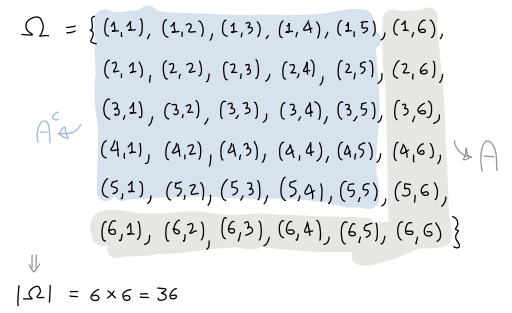 Ω = {(1,1), (1,2), (1,3), (1,4), (1,5), (1,6),
(2,1), (2,2), (2,3), (2,4), (2,5), (2,6),
(3,1), (3,2), (3,3), (3,4), (3,5), (3,6),
Aᶜ
(4,1), (4,2), (4,3), (4,4), (4,5), (4,6),
A
(5,1), (5,2), (5,3), (5,4), (5,5), (5,6),
(6,1), (6,2), (6,3), (6,4), (6,5), (6,6)}
⇓
|Ω| = 6 × 6 = 36